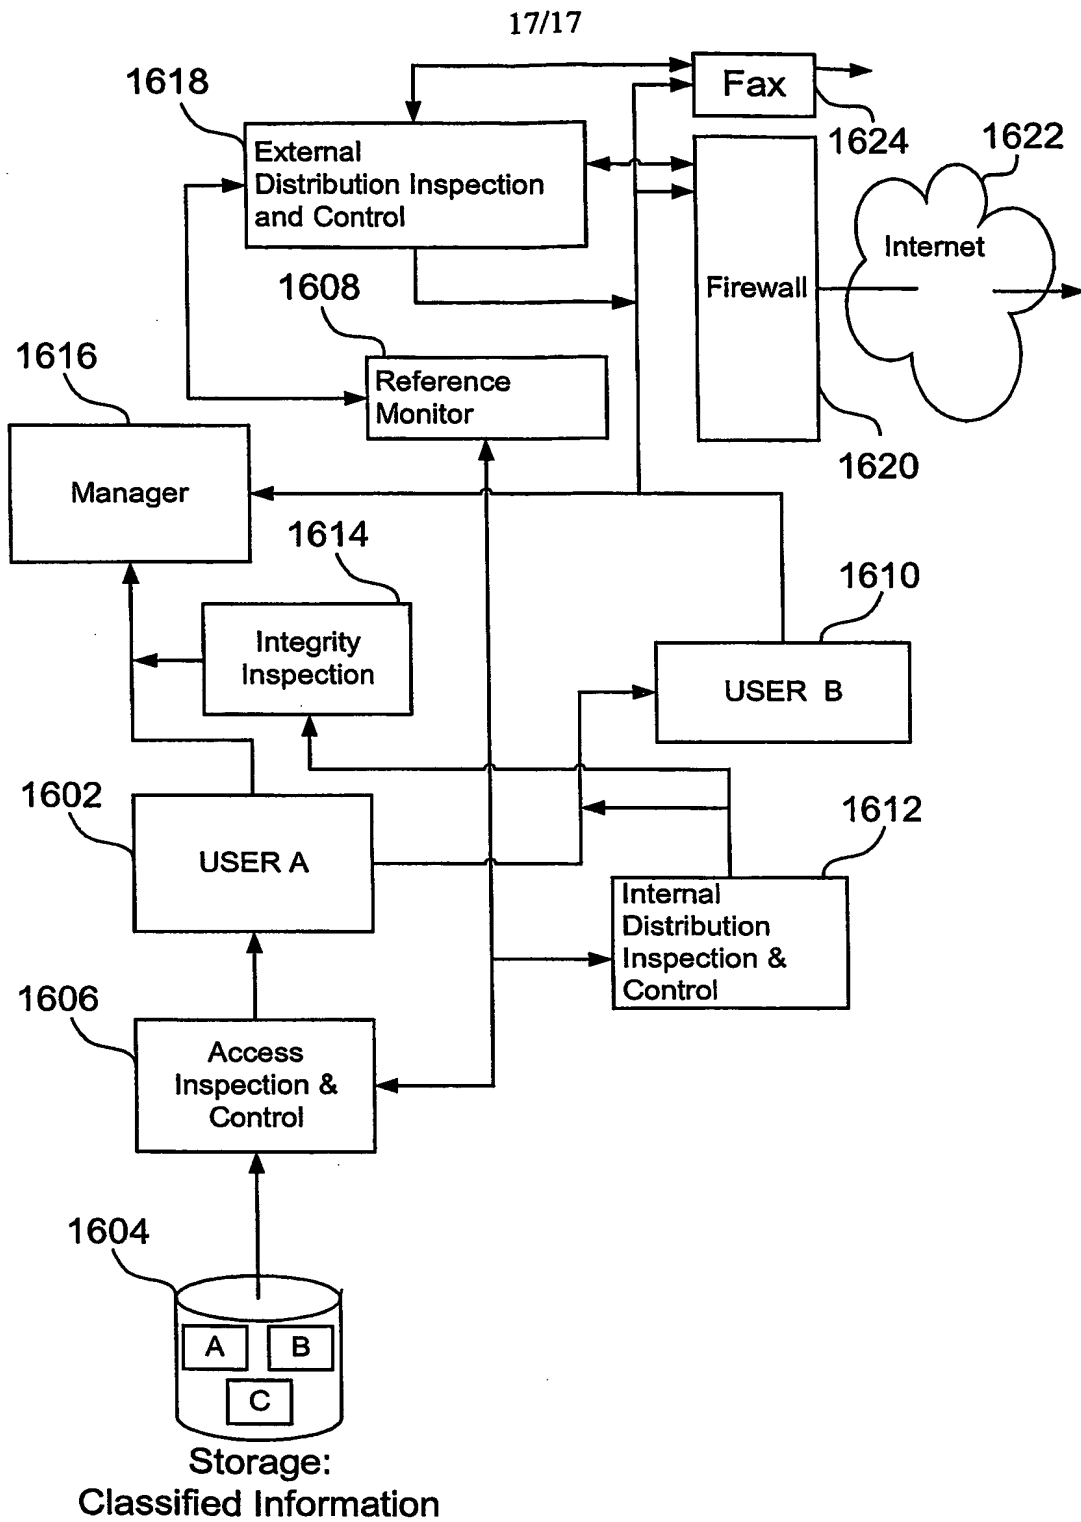 17/17
1618
Fax
1624
1622
External
Distribution Inspection
and Control
Internet
1608
Firewall
1616
Reference
Monitor
1620
Manager
1614
1610
Integrity
Inspection
USER B
1602
1612
USER A
Internal
Distribution
Inspection &
Control
1606
Access
Inspection &
Control
1604
A
B
C
Storage:
Classified Information